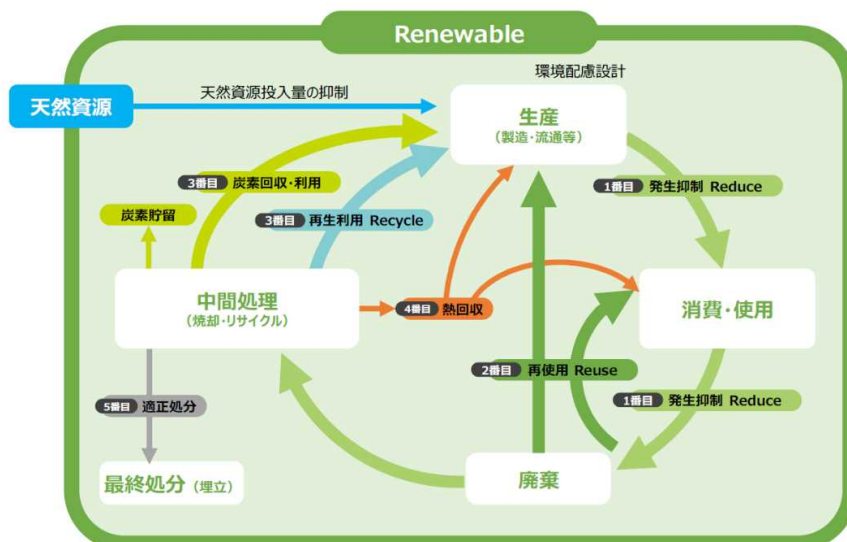 Renewable
環境配慮設計
天然資源
天然資源投入量の抑制
生産
(製造・流通等)
3番目 炭素回収・利用
1番目 発生抑制 Reduce
炭素貯留
3番目 再生利用 Recycle
中間処理
(焼却・リサイクル)
4番目 熱回収
消費・使用
2番目 再使用 Reuse
1番目 発生抑制 Reduce
5番目 適正処分
最終処分 (埋立)
廃棄